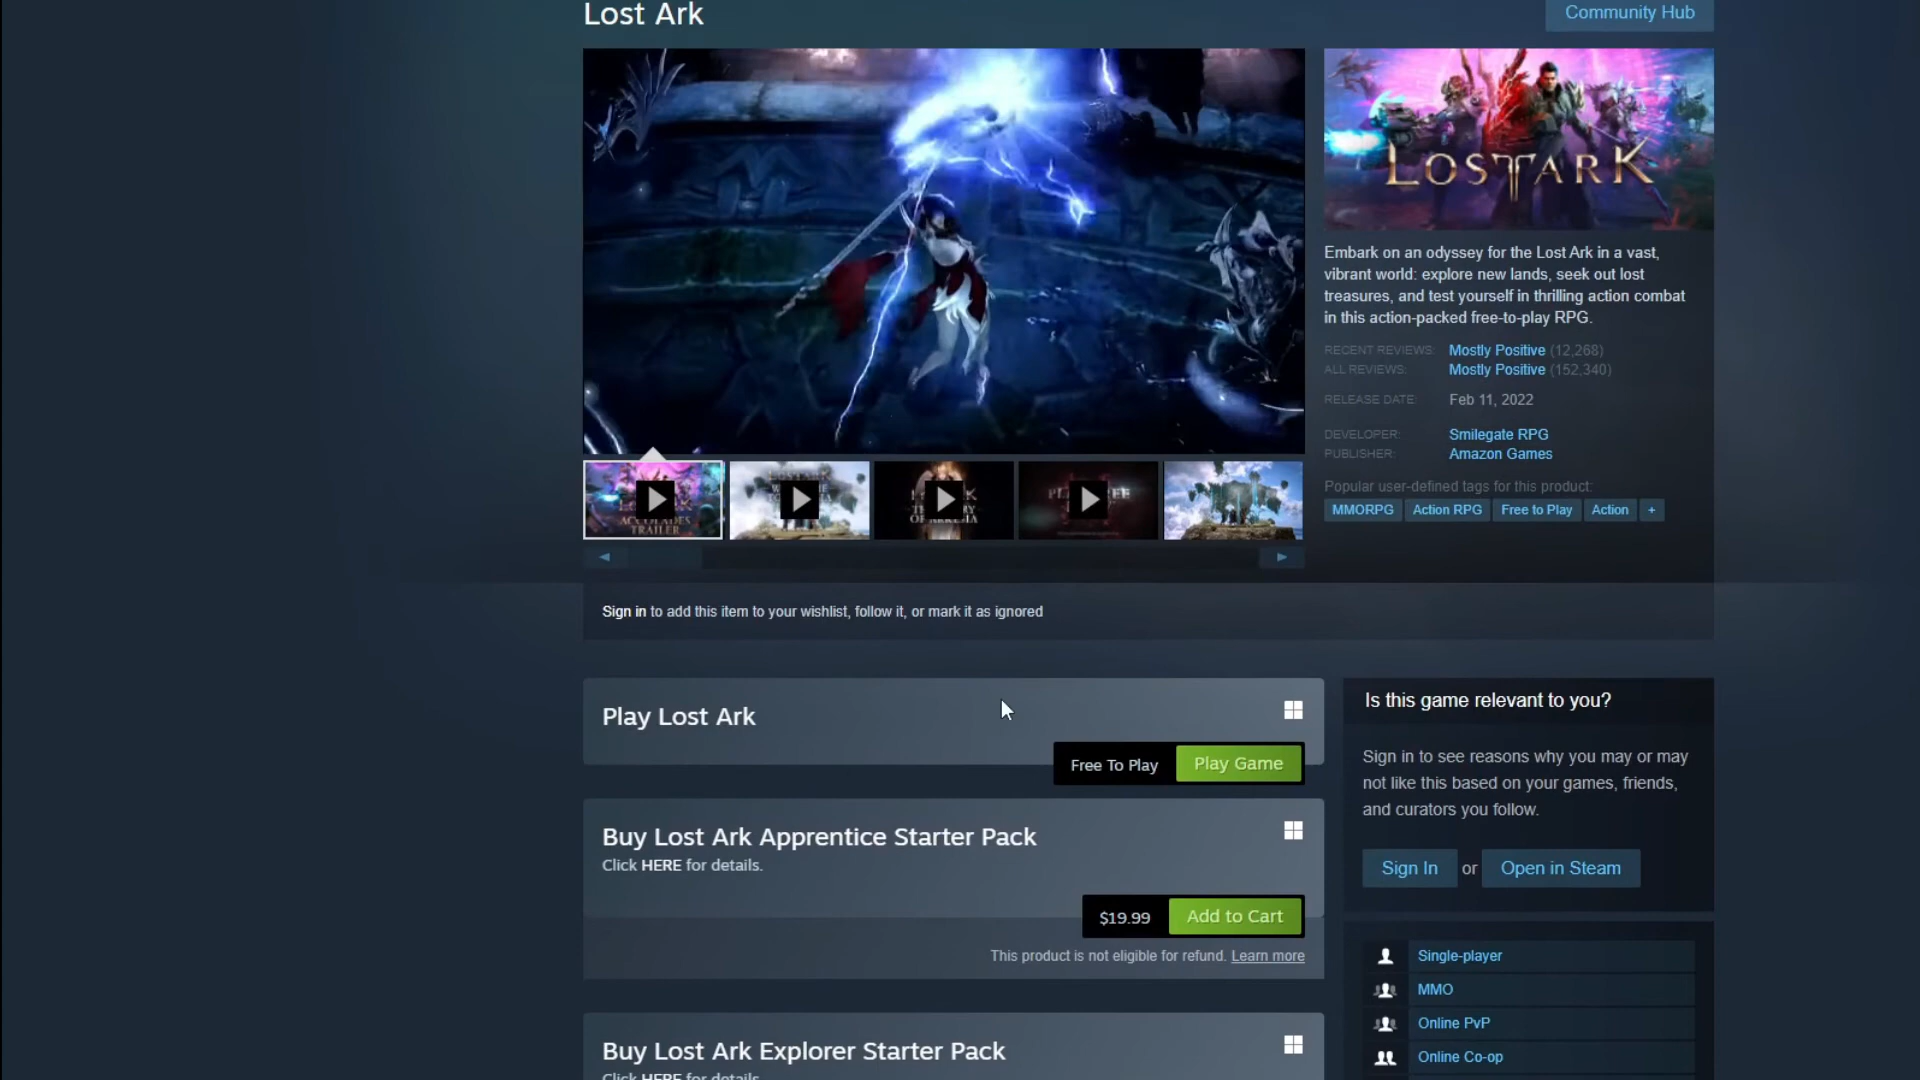 Lost Ark
Community Hub
LOST ARK
Embark on an odyssey for the Lost Ark in a vast,
vibrant world: explore new lands, seek out lost
treasures, and test yourself in thrilling action combat
in this action-packed free-to-play RPG.
RECENT REVIEWS: Mostly Positive (12,268)
ALL REVIEWS: Mostly Positive (152,340)
RELEASE DATE: Feb 11, 2022
DEVELOPER: Smilegate RPG
PUBLISHER: Amazon Games
Popular user-defined tags for this product:
MMORPG Action RPG Free to Play Action +
ACCOLADES
TRAILER
Sign in to add this item to your wishlist, follow it, or mark it as ignored
Play Lost Ark
Free To Play Play Game
Buy Lost Ark Apprentice Starter Pack
Click HERE for details.
$19.99 Add to Cart
This product is not eligible for refund. Learn more
Buy Lost Ark Explorer Starter Pack
Click HERE for details.
Is this game relevant to you?
Sign in to see reasons why you may or may
not like this based on your games, friends,
and curators you follow.
Sign In or Open in Steam
Single-player
MMO
Online PvP
Online Co-op